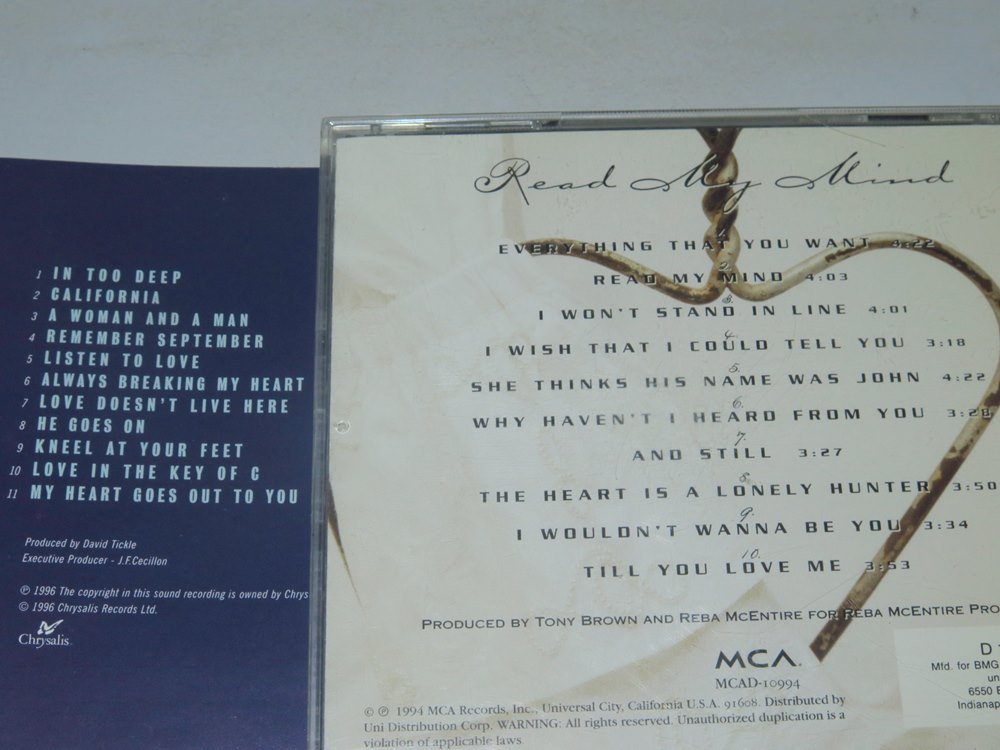 1 IN TOO DEEP
2 CALIFORNIA
3 A WOMAN AND A MAN
4 REMEMBER SEPTEMBER
5 LISTEN TO LOVE
6 ALWAYS BREAKING MY HEART
7 LOVE DOESN'T LIVE HERE
8 HE GOES ON
9 KNEEL AT YOUR FEET
10 LOVE IN THE KEY OF C
11 MY HEART GOES OUT TO YOU
Produced by David Tickle
Executive Producer - J.F.Cecillon
℗ 1996 The copyright in this sound recording is owned by Chrys
© 1996 Chrysalis Records Ltd.
Chrysalis
Read My Mind
1.
EVERYTHING THAT YOU WANT 4:22
2.
READ MY MIND 4:03
3.
I WON'T STAND IN LINE 4:01
4.
I WISH THAT I COULD TELL YOU 3:18
5.
SHE THINKS HIS NAME WAS JOHN 4:22
6.
WHY HAVEN'T I HEARD FROM YOU 3:28
7.
AND STILL 3:27
8.
THE HEART IS A LONELY HUNTER 3:50
9.
I WOULDN'T WANNA BE YOU 3:34
10.
TILL YOU LOVE ME 3:53
PRODUCED BY TONY BROWN AND REBA MCENTIRE FOR REBA MCENTIRE PRO
MCA
MCAD-10994
© ℗ 1994 MCA Records, Inc., Universal City, California U.S.A. 91608. Distributed by
Uni Distribution Corp. WARNING: All rights reserved. Unauthorized duplication is a
violation of applicable laws
D
Mfd. for BMG
un
6550 E
Indianap